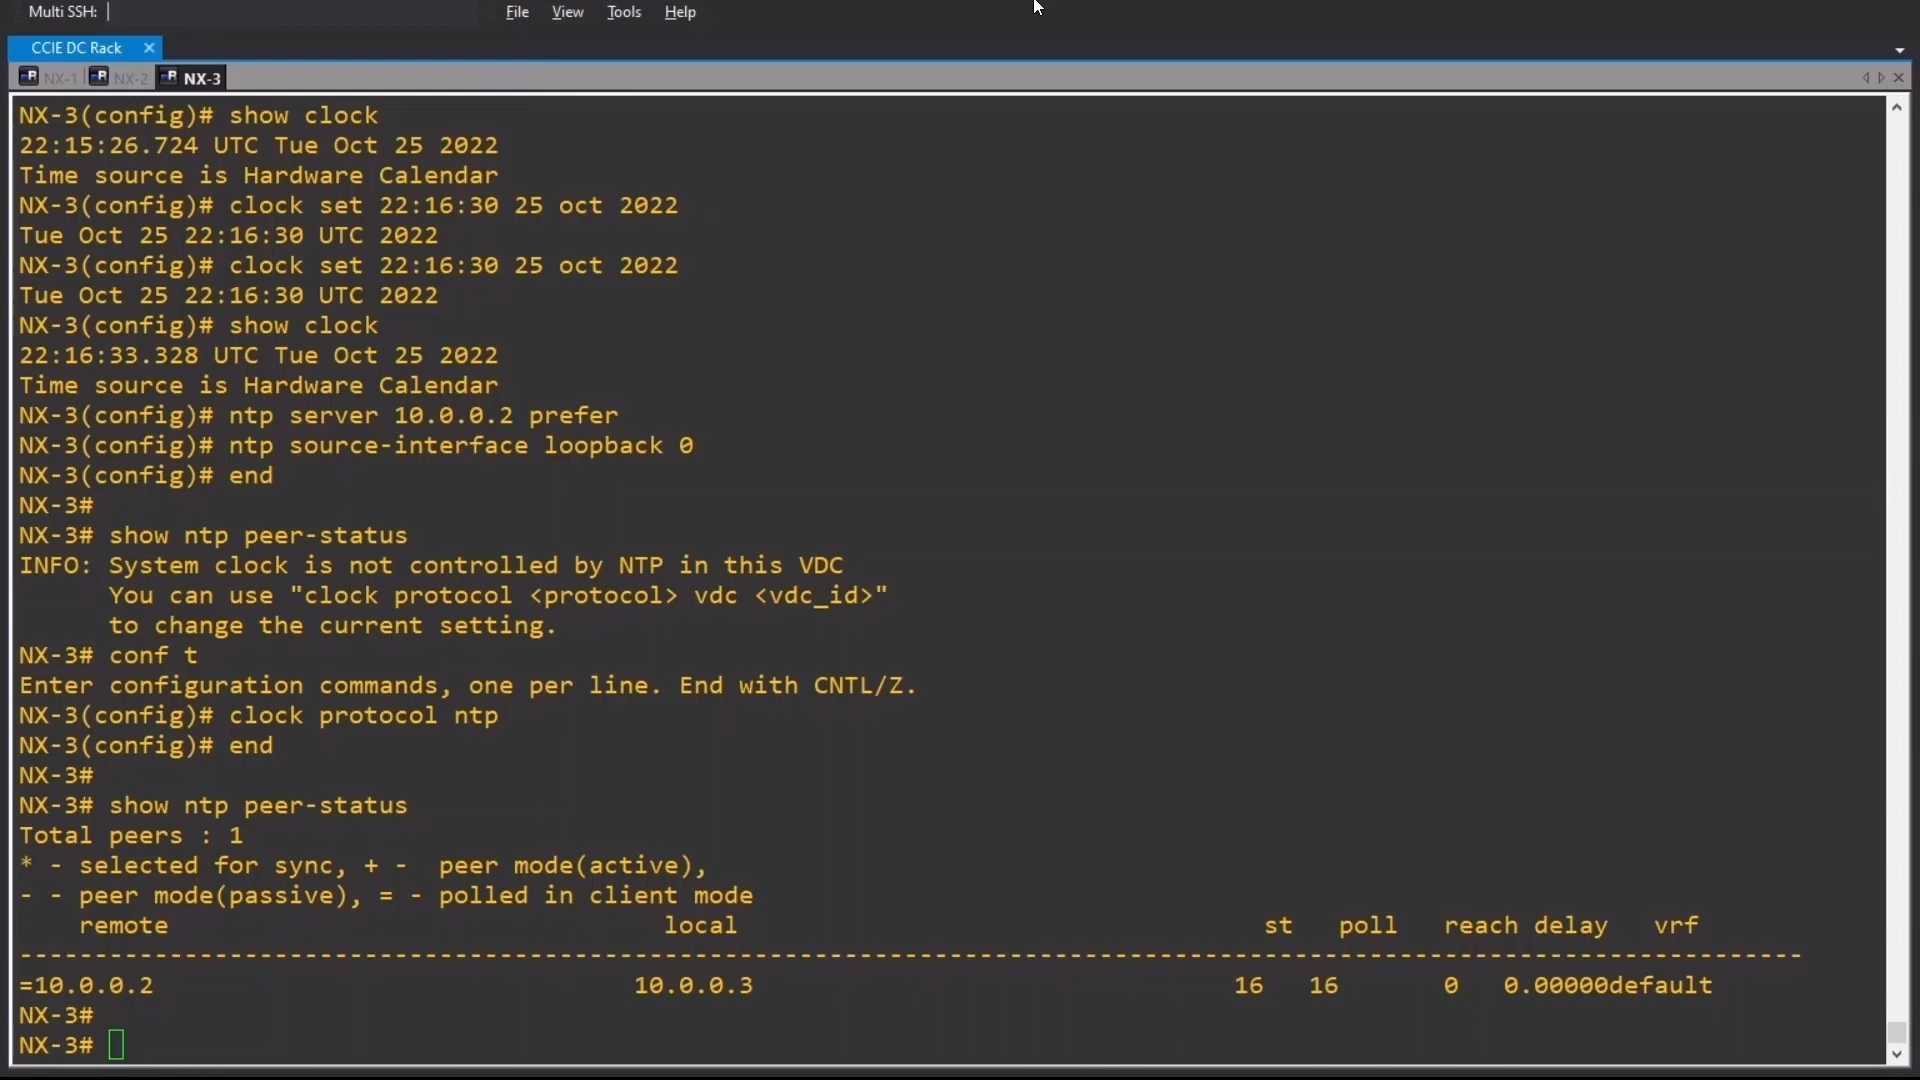 Multi SSH:
File View Tools Help
CCIE DC Rack
NX-1 NX-2 NX-3
NX-3(config)# show clock
22:15:26.724 UTC Tue Oct 25 2022
Time source is Hardware Calendar
NX-3(config)# clock set 22:16:30 25 oct 2022
Tue Oct 25 22:16:30 UTC 2022
NX-3(config)# clock set 22:16:30 25 oct 2022
Tue Oct 25 22:16:30 UTC 2022
NX-3(config)# show clock
22:16:33.328 UTC Tue Oct 25 2022
Time source is Hardware Calendar
NX-3(config)# ntp server 10.0.0.2 prefer
NX-3(config)# ntp source-interface loopback 0
NX-3(config)# end
NX-3#
NX-3# show ntp peer-status
INFO: System clock is not controlled by NTP in this VDC
You can use "clock protocol <protocol> vdc <vdc_id>"
to change the current setting.
NX-3# conf t
Enter configuration commands, one per line. End with CNTL/Z.
NX-3(config)# clock protocol ntp
NX-3(config)# end
NX-3#
NX-3# show ntp peer-status
Total peers : 1
* - selected for sync, + -  peer mode(active),
- - peer mode(passive), = - polled in client mode
remote local st poll reach delay vrf
-----------------------------------------------------------------------------------------------------------------------
=10.0.0.2 10.0.0.3 16 16 0 0.00000default
NX-3#
NX-3#